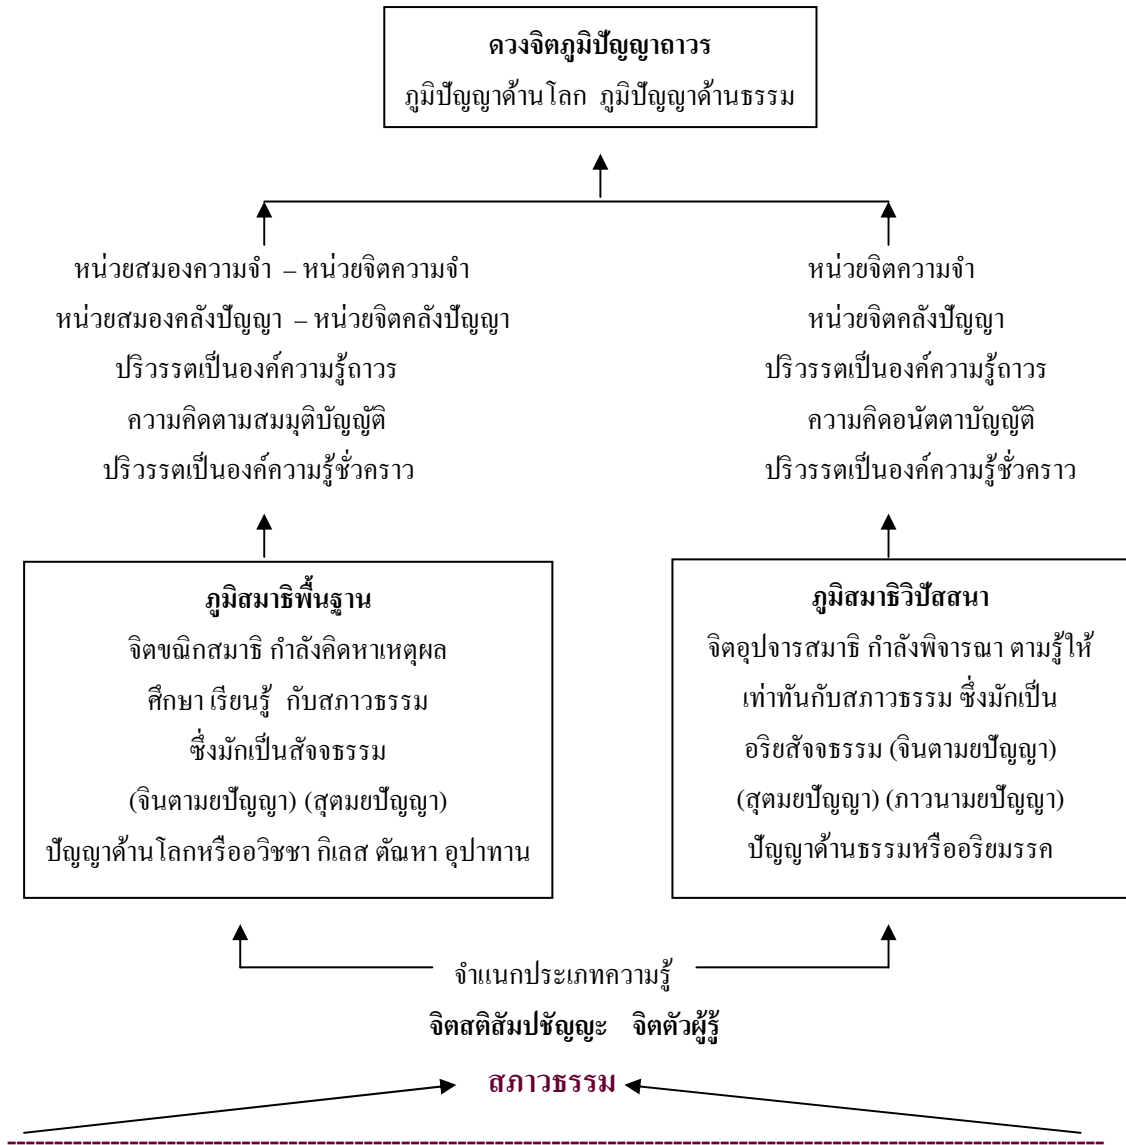 ดวงจิตภูมิปัญญาถาวร
ภูมิปัญญาด้านโลก ภูมิปัญญาด้านธรรม
หน่วยสมองความจำ – หน่วยจิตความจำ
หน่วยสมองคลังปัญญา – หน่วยจิตคลังปัญญา
ปริวรรตเป็นองค์ความรู้ถาวร
ความคิดตามสมมุติบัญญัติ
ปริวรรตเป็นองค์ความรู้ชั่วคราว
หน่วยจิตความจำ
หน่วยจิตคลังปัญญา
ปริวรรตเป็นองค์ความรู้ถาวร
ความคิดอนัตตาบัญญัติ
ปริวรรตเป็นองค์ความรู้ชั่วคราว
ภูมิสมาธิพื้นฐาน
จิตขณิกสมาธิ กำลังคิดหาเหตุผล
ศึกษา เรียนรู้ กับสภาวธรรม
ซึ่งมักเป็นสัจจธรรม
(จินตามยปัญญา) (สุตมยปัญญา)
ปัญญาด้านโลกหรืออวิชชา กิเลส ตัณหา อุปาทาน
ภูมิสมาธิวิปัสสนา
จิตอุปจารสมาธิ กำลังพิจารณา ตามรู้ให้
เท่าทันกับสภาวธรรม ซึ่งมักเป็น
อริยสัจจธรรม (จินตามยปัญญา)
(สุตมยปัญญา) (ภาวนามยปัญญา)
ปัญญาด้านธรรมหรืออริยมรรค
จำแนกประเภทความรู้
จิตสติสัมปชัญญะ จิตตัวผู้รู้
สภาวธรรม